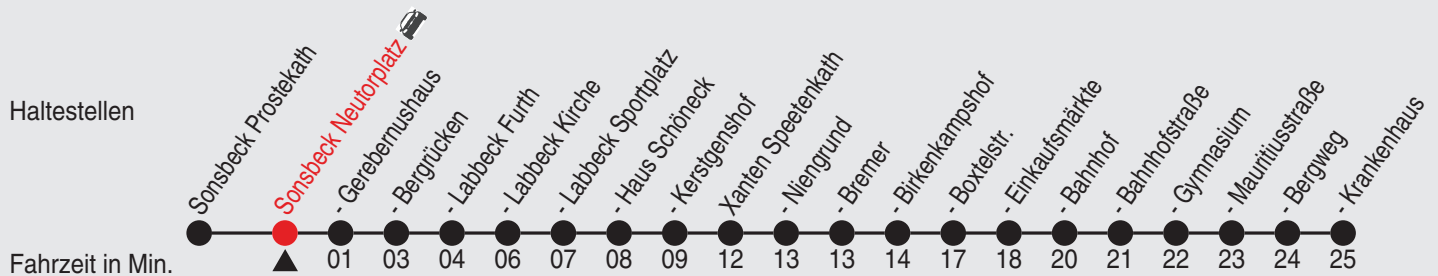 Haltestellen
Sonsbeck Prostekath
Sonsbeck Neutorplatz
- Gerebernushaus
- Bergrücken
- Labbeck Furth
- Labbeck Kirche
- Labbeck Sportplatz
- Haus Schöneck
- Kerstgenshof
Xanten Speetenkath
- Niengrund
- Bremer
- Birkenkampshof
- Boxtelstr.
- Einkaufsmärkte
- Bahnhof
- Bahnhofstraße
- Gymnasium
- Mauritiusstraße
- Bergweg
- Krankenhaus
Fahrzeit in Min. 01 03 04 06 07 08 09 12 13 13 14 17 18 20 21 22 23 24 25